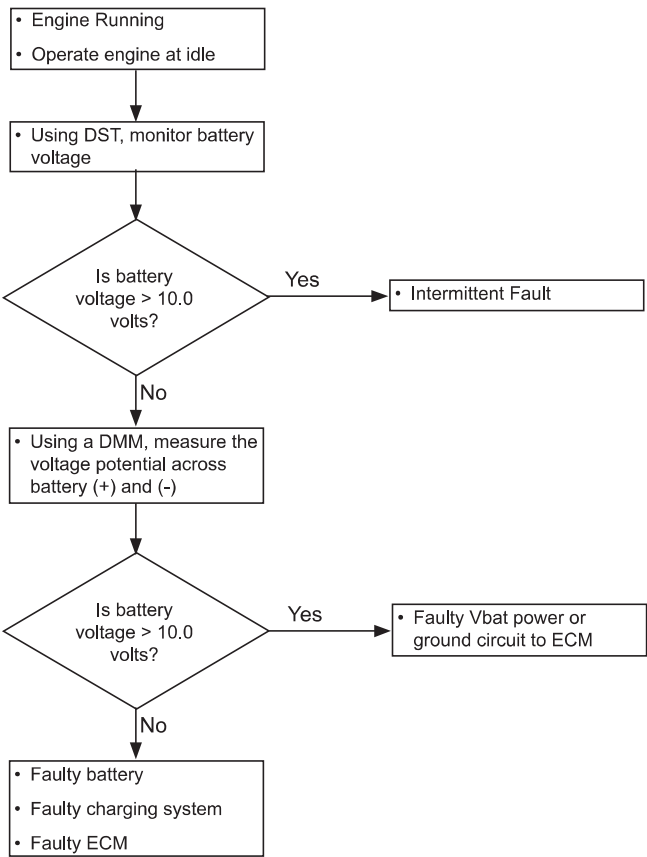 • Engine Running
• Operate engine at idle
• Using DST, monitor battery
voltage
Is battery
voltage > 10.0
volts?
Yes
• Intermittent Fault
No
• Using a DMM, measure the
voltage potential across
battery (+) and (-)
Is battery
voltage > 10.0
volts?
Yes
• Faulty Vbat power or
ground circuit to ECM
No
• Faulty battery
• Faulty charging system
• Faulty ECM